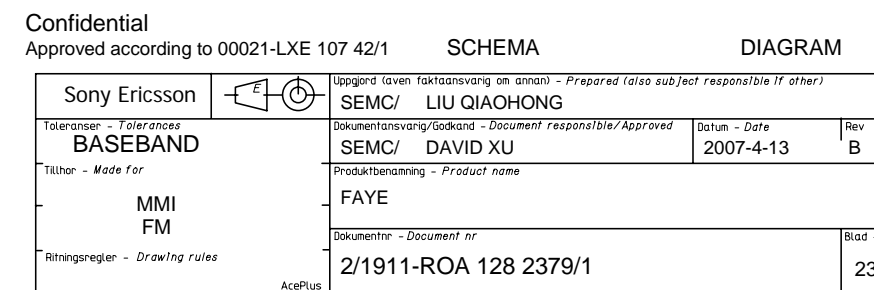 Confidential
Approved according to 00021-LXE 107 42/1 SCHEMA DIAGRAM
Sony Ericsson
E
Uppgjord (aven faktaansvarig om annan) - Prepared (also subject responsible if other)
SEMC/ LIU QIAOHONG
Toleranser - Tolerances
BASEBAND
Dokumentansvarig/Godkand - Document responsible/Approved
SEMC/ DAVID XU
Datum - Date
2007-4-13
Rev
B
Tillhor - Made for
MMI
FM
Produktbenamning - Product name
FAYE
Ritningsregler - Drawing rules
AcePlus
Dokumentnr - Document nr
2/1911-ROA 128 2379/1
Blad -
23